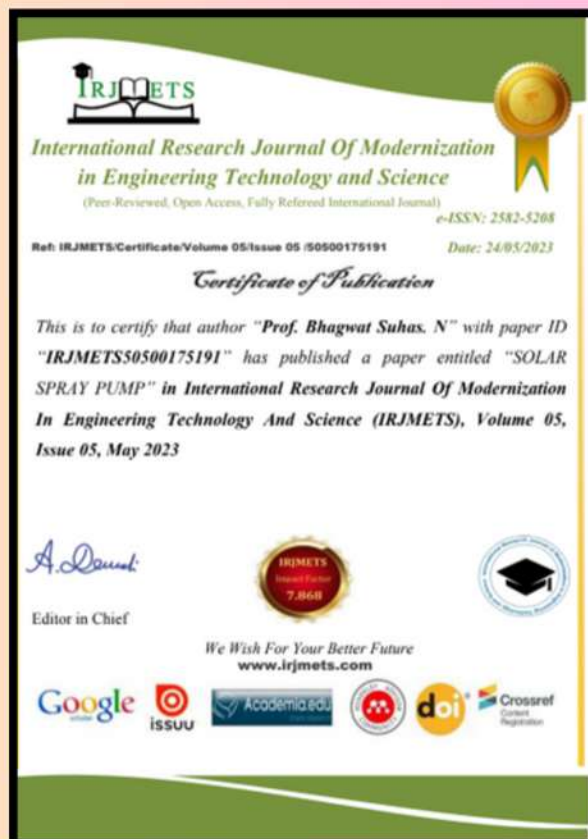 IRJMETS
International Research Journal Of Modernization
in Engineering Technology and Science
(Peer-Reviewed, Open Access, Fully Refereed International Journal)
e-ISSN: 2582-5208
Ref: IRJMETS/Certificate/Volume 05/Issue 05 /50500175191
Date: 24/05/2023
Certificate of Publication
This is to certify that author "Prof. Bhagwat Suhas. N" with paper ID
"IRJMETS50500175191" has published a paper entitled "SOLAR
SPRAY PUMP" in International Research Journal Of Modernization
In Engineering Technology And Science (IRJMETS), Volume 05,
Issue 05, May 2023
IRJMETS
Impact Factor
7.868
Editor in Chief
We Wish For Your Better Future
www.irjmets.com
Google
scholar
issuu
Academia.edu
doi
Crossref
Content
Registration